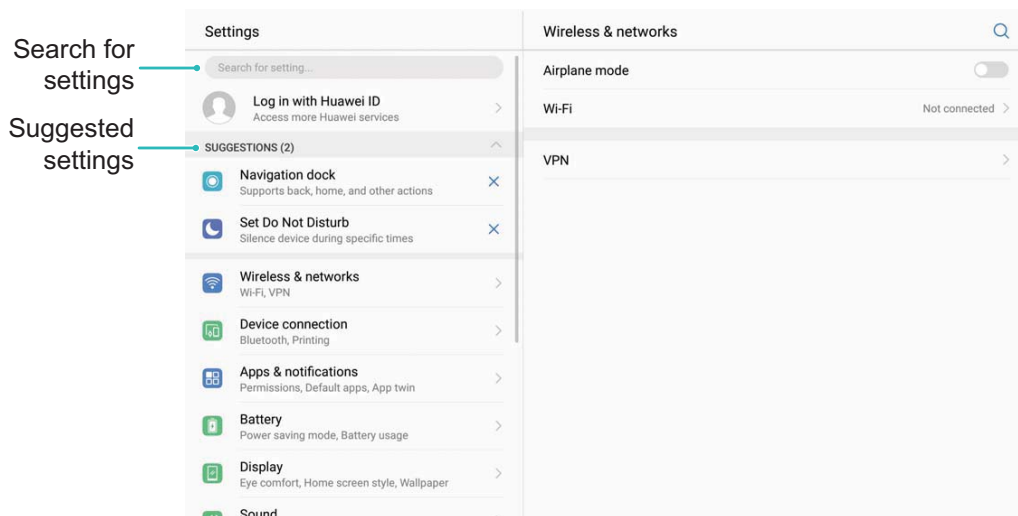 Search for
settings
Suggested
settings
Settings
Search for setting...
Log in with Huawei ID
Access more Huawei services
SUGGESTIONS (2)
Navigation dock
Supports back, home, and other actions
Set Do Not Disturb
Silence device during specific times
Wireless & networks
Wi-Fi, VPN
Device connection
Bluetooth, Printing
Apps & notifications
Permissions, Default apps, App twin
Battery
Power saving mode, Battery usage
Display
Eye comfort, Home screen style, Wallpaper
Sound
Wireless & networks
Airplane mode
Wi-Fi
Not connected
VPN